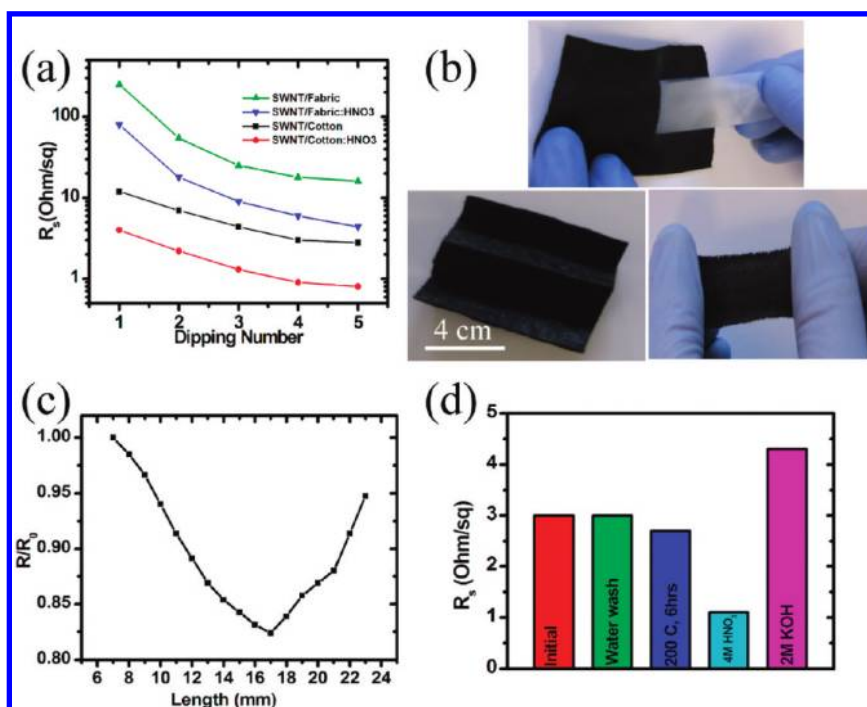 (a)
SWNT/Fabric
SWNT/Fabric:HNO3
SWNT/Cotton
SWNT/Cotton:HNO3
100
10
1
Rs(Ohm/sq)
1 2 3 4 5
Dipping Number
(b)
4 cm
(c)
1.00
0.95
0.90
0.85
0.80
R/R0
6 8 10 12 14 16 18 20 22 24
Length (mm)
(d)
5
4
3
2
1
0
Rs (Ohm/sq)
Initial
Water wash
200 C, 6hrs
4M HNO3
2M KOH